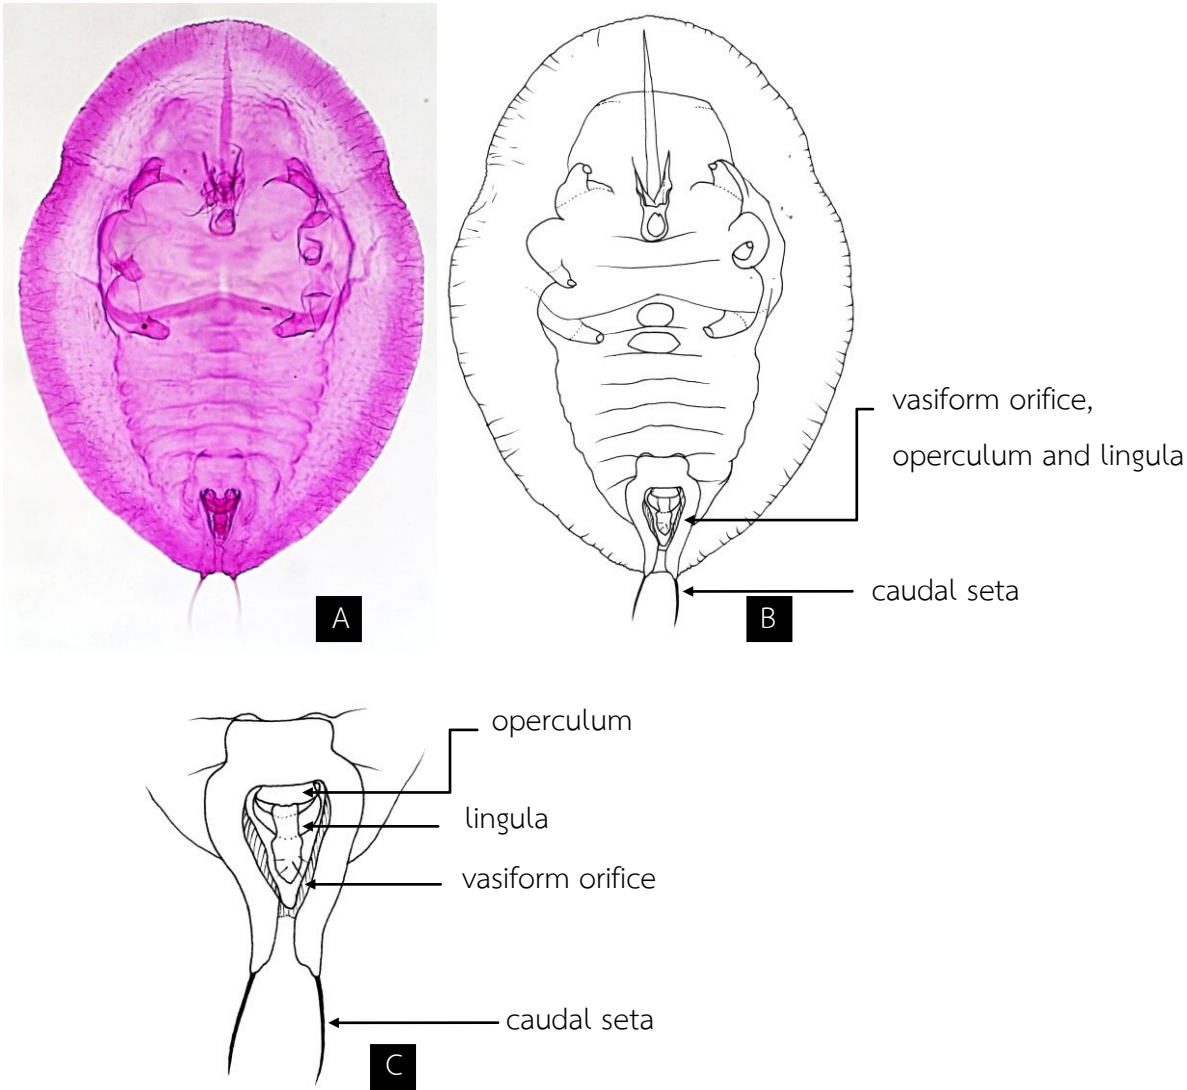 vasiform orifice,
operculum and lingula
caudal seta
A
B
operculum
lingula
vasiform orifice
caudal seta
C